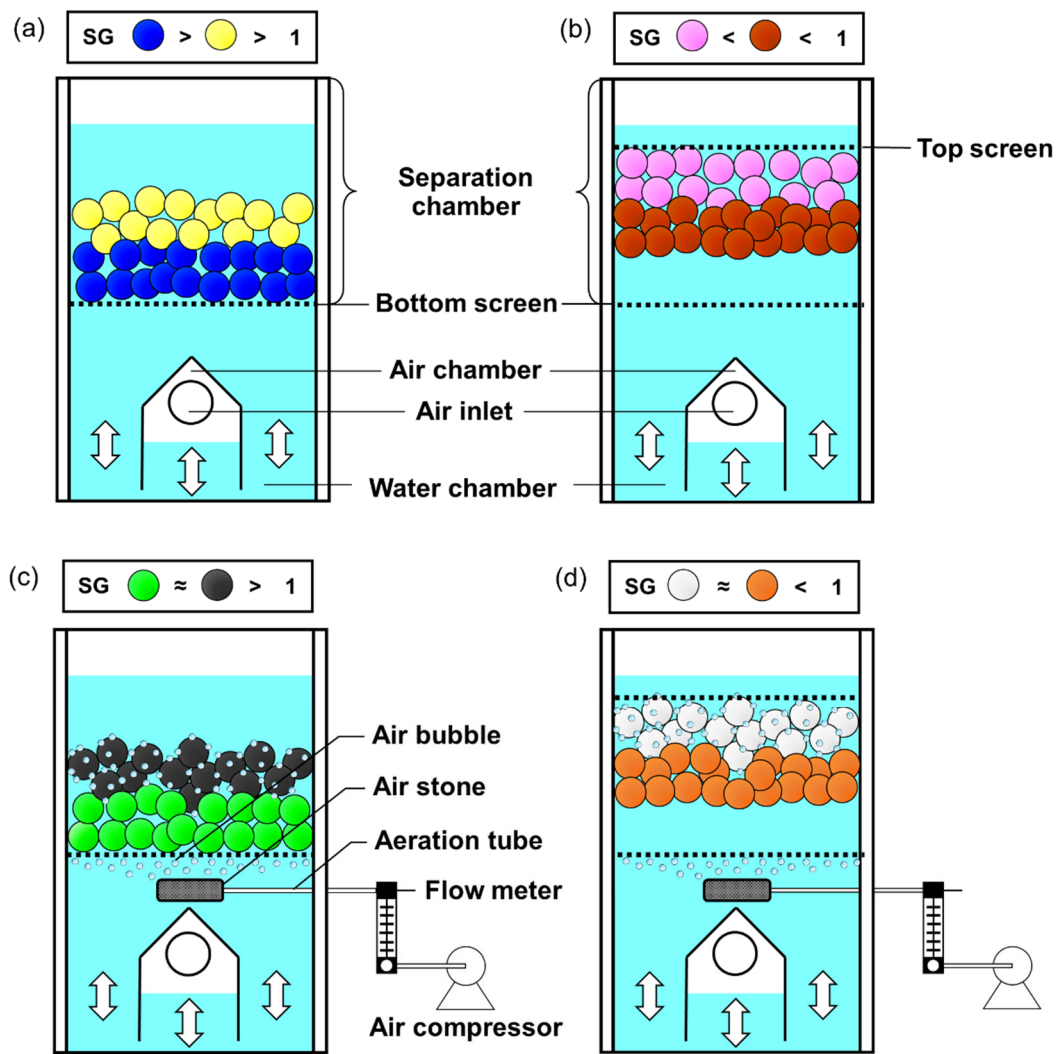 (a)
SG > > 1
(b)
SG < < 1
Top screen
Separation
chamber
Bottom screen
Air chamber
Air inlet
Water chamber
(c)
SG ≈ > 1
(d)
SG ≈ < 1
Air bubble
Air stone
Aeration tube
Flow meter
Air compressor